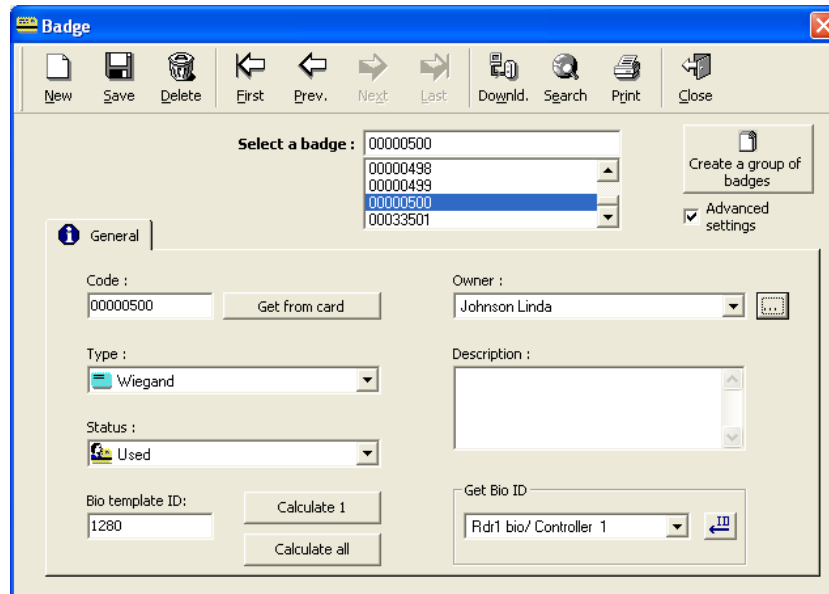 Badge
New Save Delete First Prev. Next Last Downld. Search Print Close
Select a badge : 00000500
00000498
00000499
00000500
00033501
Create a group of
badges
Advanced
settings
General
Code :
00000500
Get from card
Owner :
Johnson Linda
...
Type :
Wiegand
Description :
Status :
Used
Bio template ID:
1280
Calculate 1
Calculate all
Get Bio ID
Rdr1 bio/ Controller 1
ID